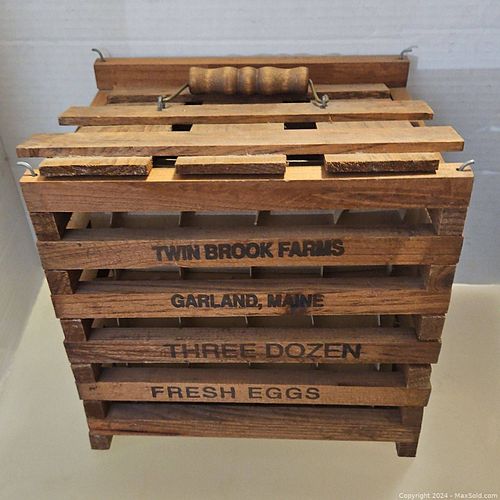 TWIN BROOK FARMS
GARLAND, MAINE
THREE DOZEN
FRESH EGGS
Copyright © 2024 - MaxSold.com